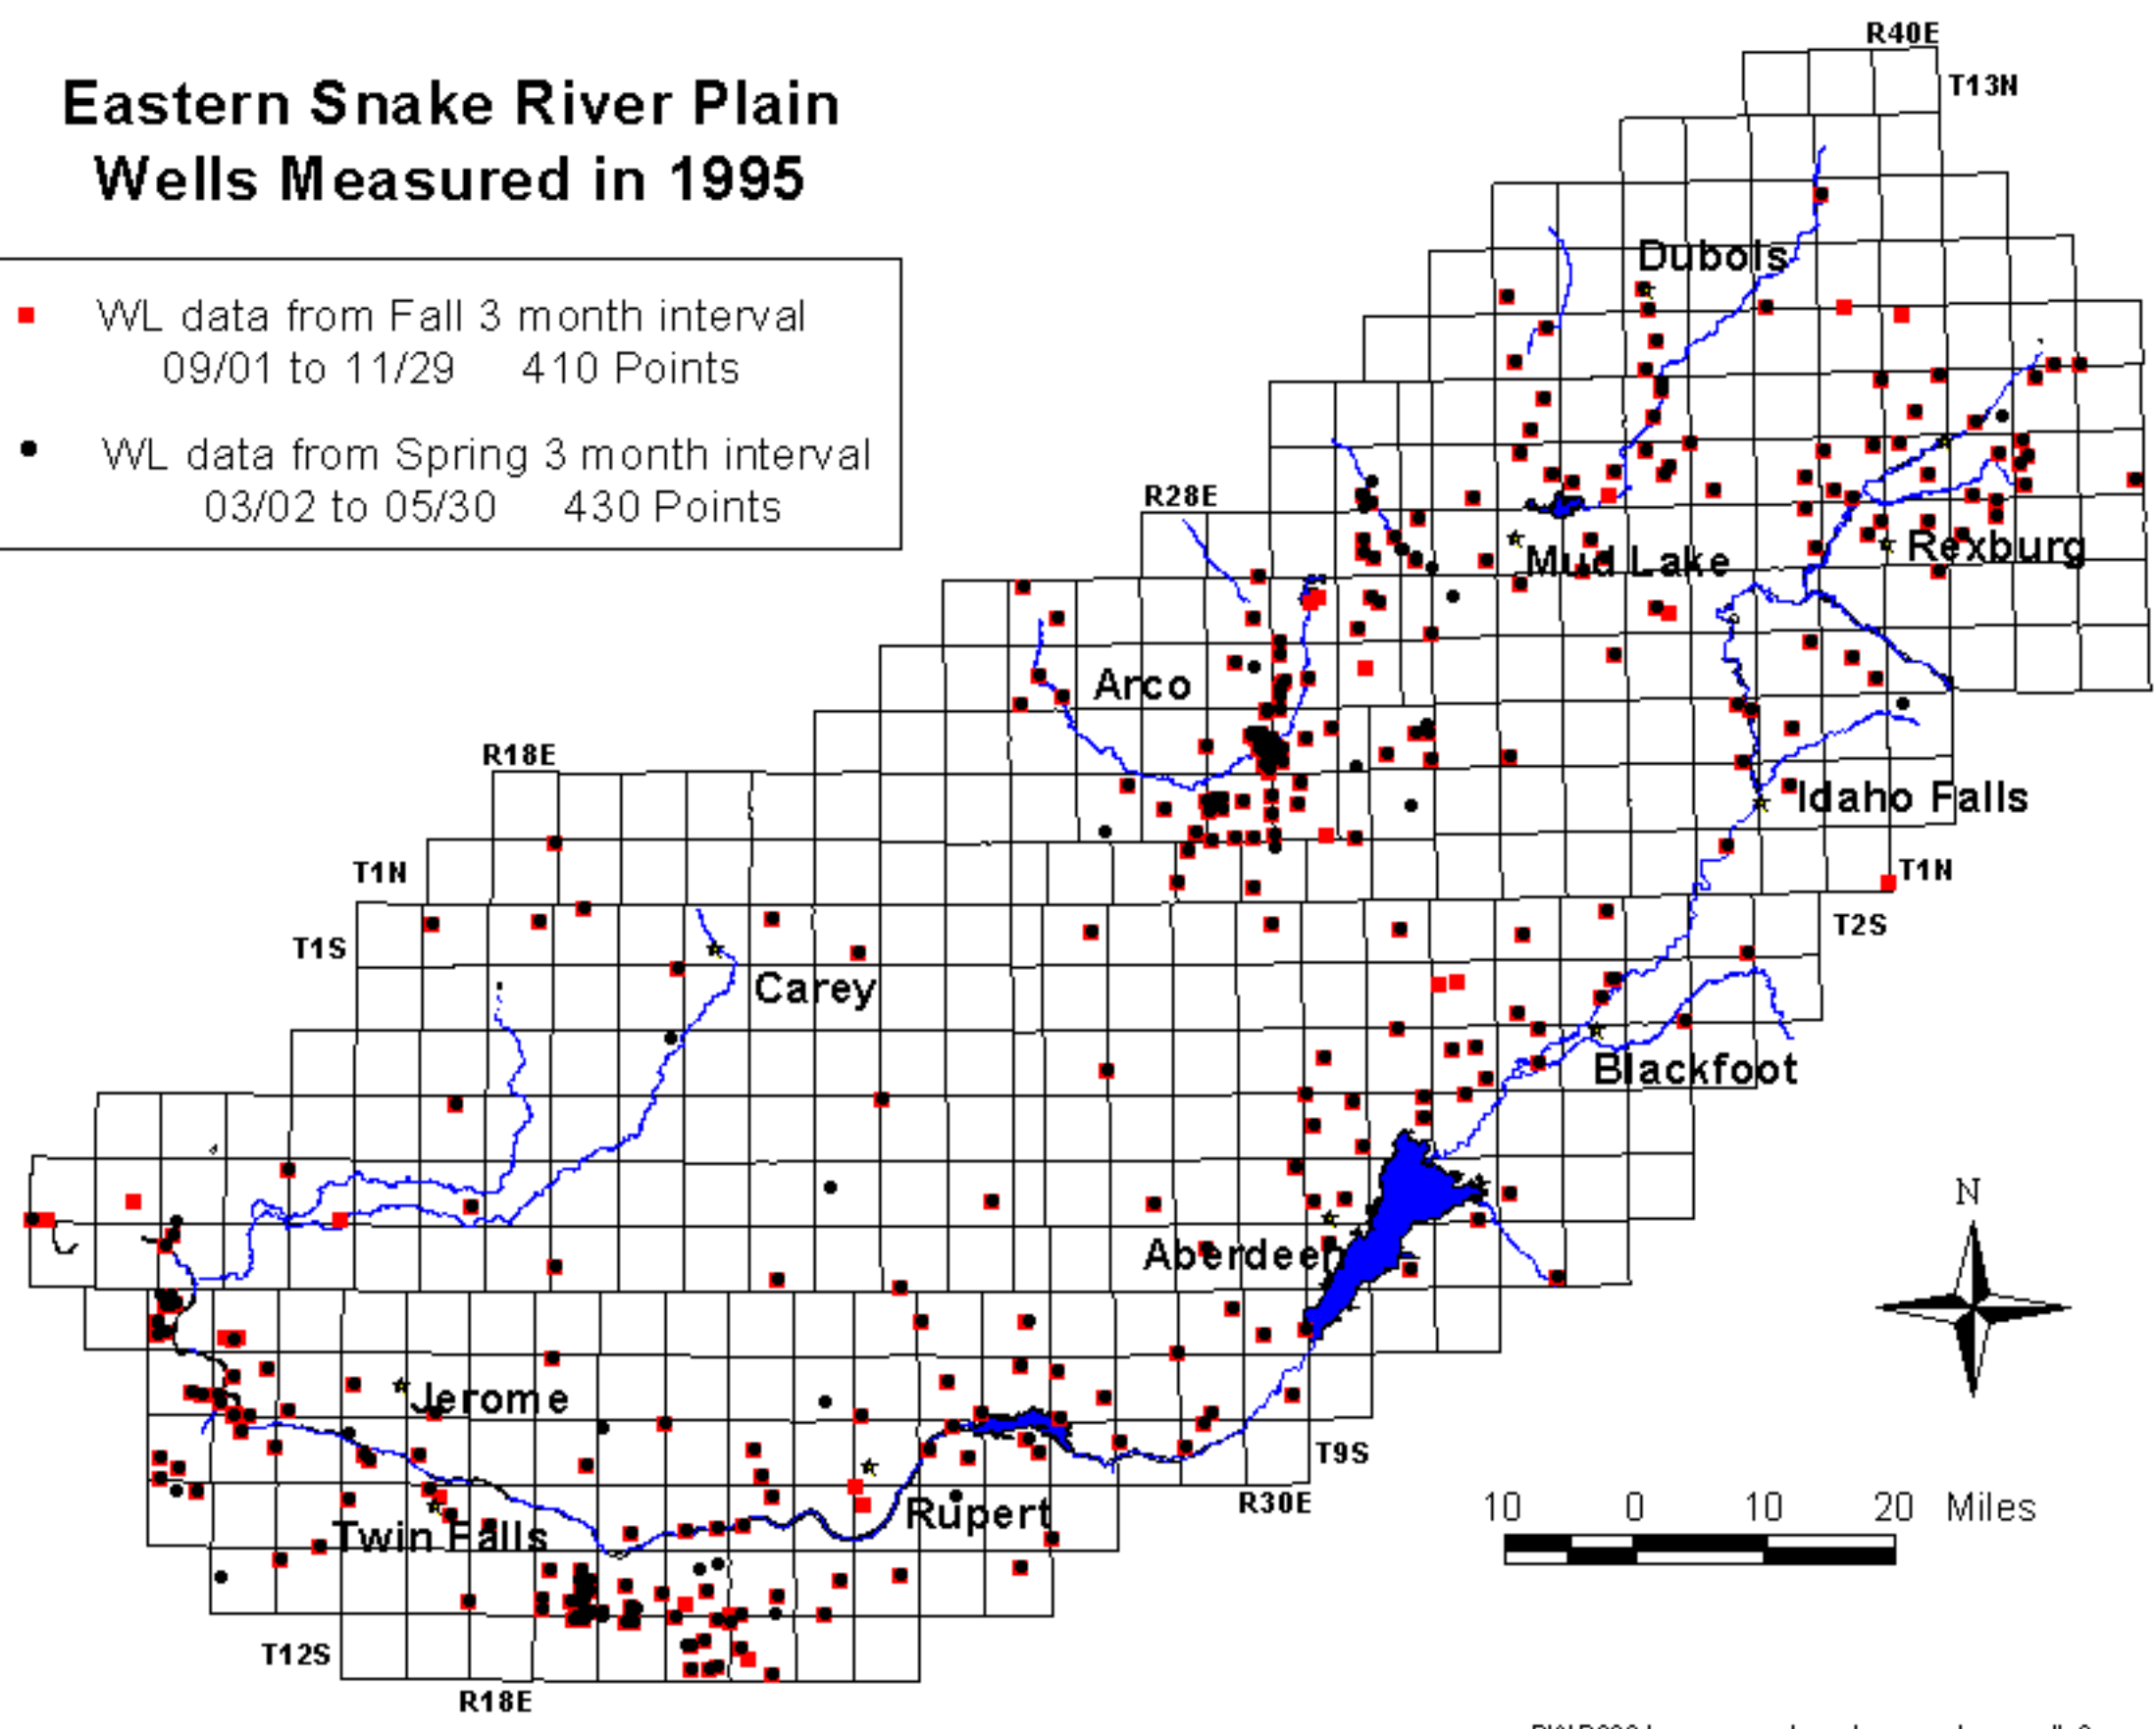 Eastern Snake River Plain
Wells Measured in 1995
WL data from Fall 3 month interval
09/01 to 11/29 410 Points
WL data from Spring 3 month interval
03/02 to 05/30 430 Points
R40E
T13N
Dubois
R28E
Mud Lake
Rexburg
Arco
R18E
Idaho Falls
T1N
T1N
T1S
T2S
Carey
Blackfoot
N
Aberdeen
Jerome
T9S
R30E
Rupert
10 0 10 20 Miles
Twin Falls
T12S
R18E